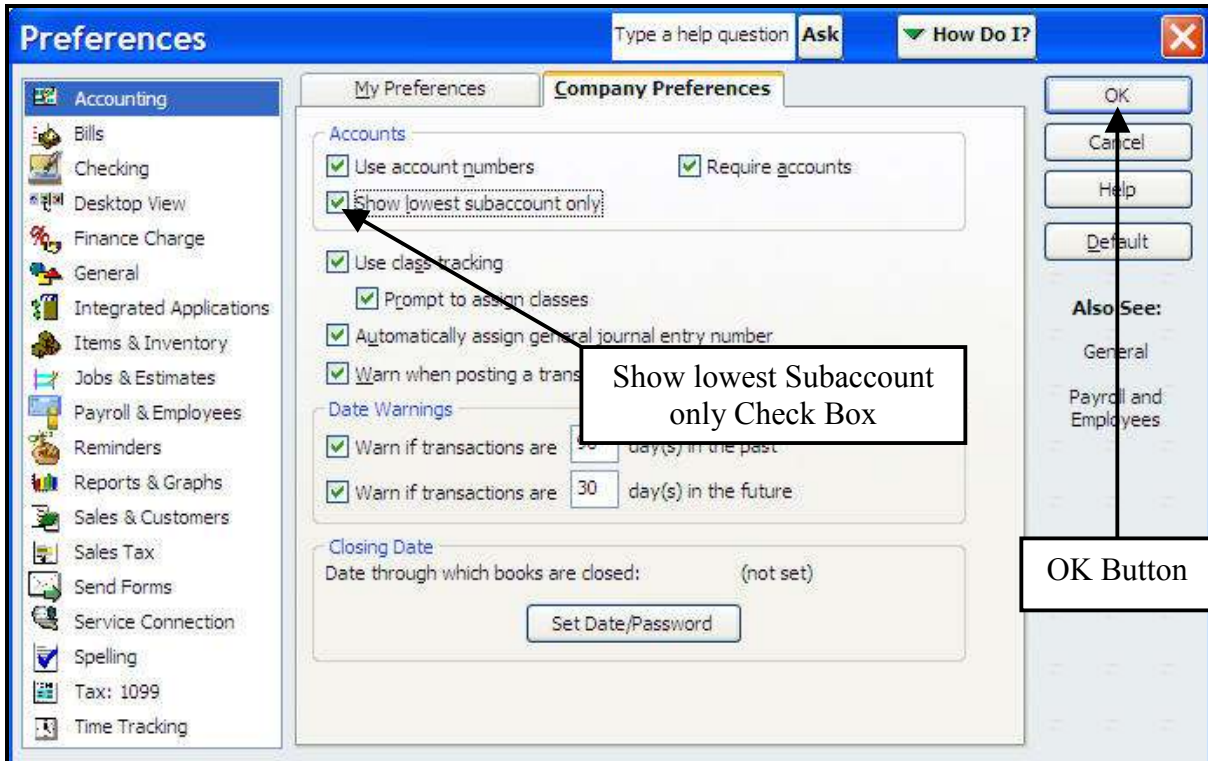 Preferences
Type a help question Ask
How Do I?
Accounting
Bills
Checking
Desktop View
Finance Charge
General
Integrated Applications
Items & Inventory
Jobs & Estimates
Payroll & Employees
Reminders
Reports & Graphs
Sales & Customers
Sales Tax
Send Forms
Service Connection
Spelling
Tax: 1099
Time Tracking
My Preferences
Company Preferences
Accounts
Use account numbers
Require accounts
Show lowest subaccount only
Use class tracking
Prompt to assign classes
Automatically assign general journal entry number
Warn when posting a
Show lowest Subaccount
only Check Box
Date Warnings
Warn if transactions are day(s) in the past
Warn if transactions are 30 day(s) in the future
Closing Date
Date through which books are closed: (not set)
Set Date/Password
OK
Cancel
Help
Default
Also See:
General
Payroll and
Employees
OK Button